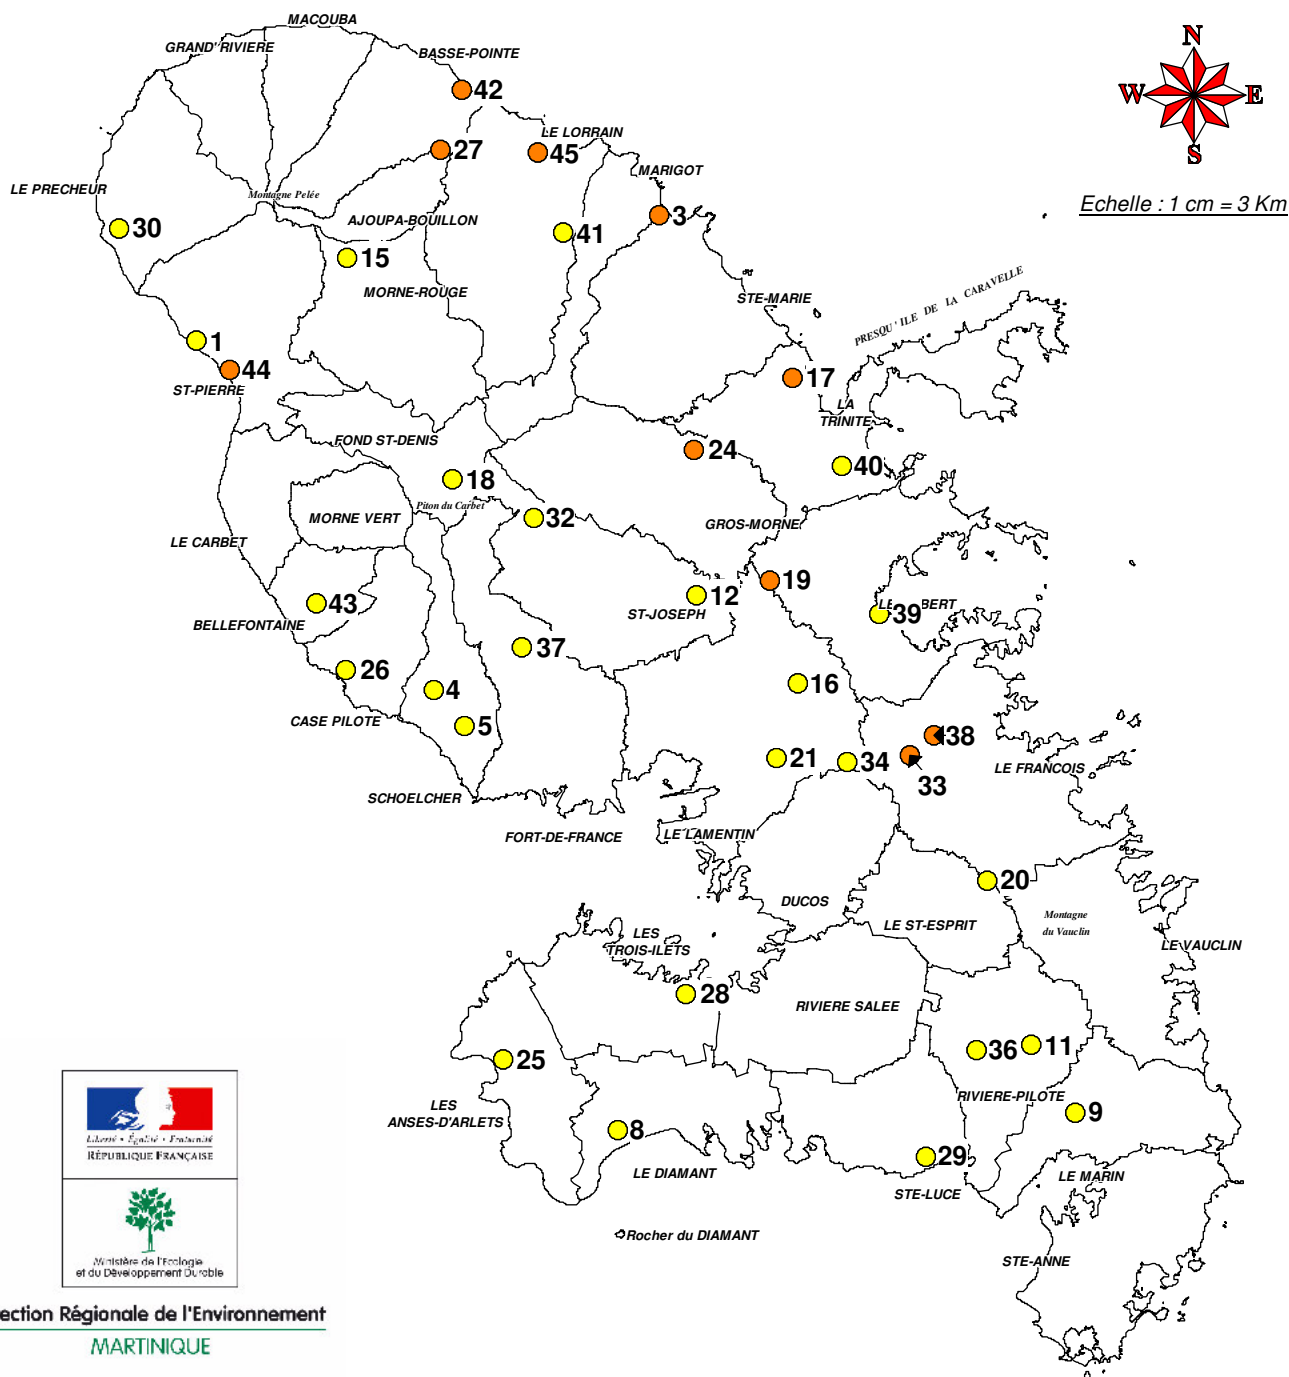 MACOUBA
GRAND'RIVIERE
BASSE-POINTE
N
W
E
S
42
LE LORRAIN
27
45
MARIGOT
LE PRECHEUR
Montagne Pelée
Echelle : 1 cm = 3 Km
AJOUPA-BOUILLON
3
30
41
15
MORNE-ROUGE
STE-MARIE
PRESQU'ILE DE LA CARAVELLE
1
44
ST-PIERRE
17
LA
TRINITE
FOND ST-DENIS
24
40
18
Piton du Carbet
MORNE VERT
32
GROS-MORNE
LE CARBET
19
12
43
ST-JOSEPH
39
BELLEFONTAINE
37
26
4
16
CASE PILOTE
5
38
21
34
LE FRANCOIS
33
SCHOELCHER
FORT-DE-FRANCE
LE LAMENTIN
20
DUCOS
Montagne
du Vauclin
LE ST-ESPRIT
LES
TROIS-ILETS
LE VAUCLIN
28
RIVIERE SALEE
25
36
11
RIVIERE-PILOTE
LES
ANSES-D'ARLETS
9
8
29
LE DIAMANT
LE MARIN
STE-LUCE
Rocher du DIAMANT
STE-ANNE
Liberté • Égalité • Fraternité
RÉPUBLIQUE FRANÇAISE
Ministère de l'Ecologie
et du Développement Durable
ection Régionale de l'Environnement
MARTINIQUE